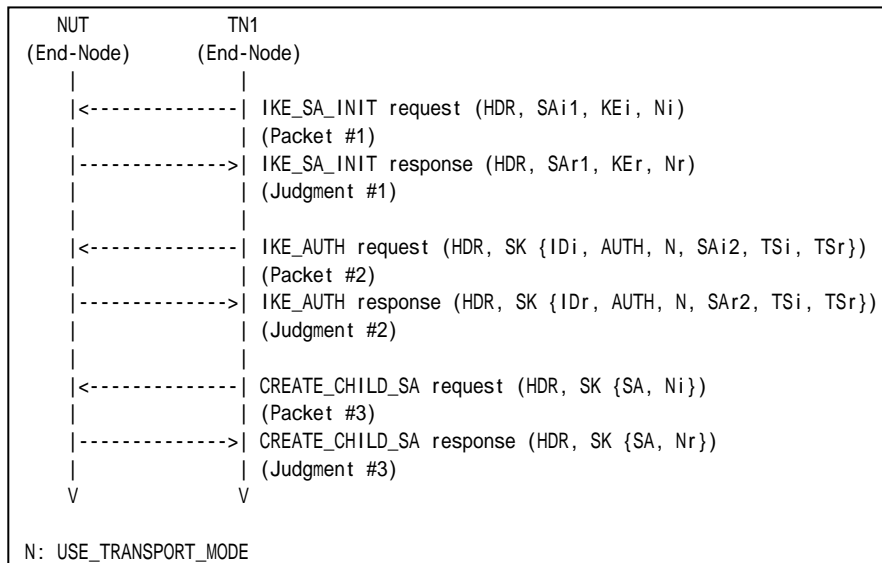 NUT TN1
(End-Node) (End-Node)
| |
|<--------------| IKE_SA_INIT request (HDR, SAi1, KEi, Ni)
| | (Packet #1)
|-------------->| IKE_SA_INIT response (HDR, SAr1, KEr, Nr)
| | (Judgment #1)
| |
|<--------------| IKE_AUTH request (HDR, SK {IDi, AUTH, N, SAi2, TSi, TSr})
| | (Packet #2)
|-------------->| IKE_AUTH response (HDR, SK {IDr, AUTH, N, SAr2, TSi, TSr})
| | (Judgment #2)
| |
|<--------------| CREATE_CHILD_SA request (HDR, SK {SA, Ni})
| | (Packet #3)
|-------------->| CREATE_CHILD_SA response (HDR, SK {SA, Nr})
| | (Judgment #3)
V V
N: USE_TRANSPORT_MODE